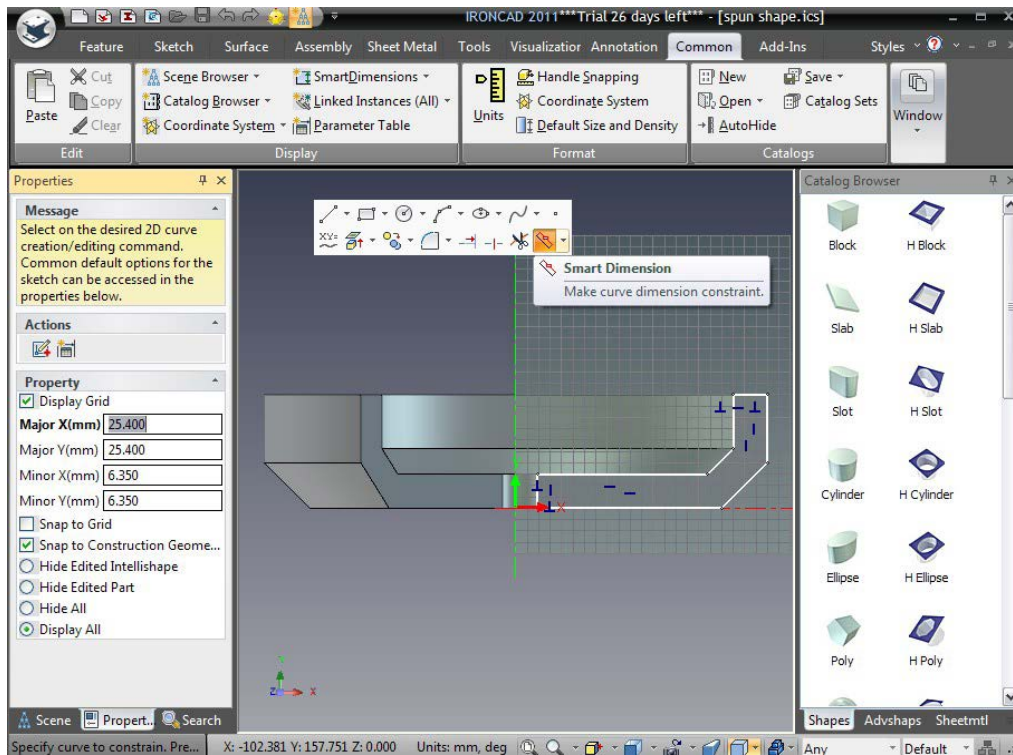 IRONCAD 2011***Trial 26 days left*** - [spun shape.ics]
Feature Sketch Surface Assembly Sheet Metal Tools Visualizatior Annotation Common Add-Ins Styles
Paste
Cut
Copy
Clear
Edit
Scene Browser
Catalog Browser
Coordinate System
SmartDimensions
Linked Instances (All)
Parameter Table
Display
Units
Handle Snapping
Coordinate System
Default Size and Density
Format
New
Open
AutoHide
Save
Catalog Sets
Catalogs
Window
Properties
Message
Select on the desired 2D curve
creation/editing command.
Common default options for the
sketch can be accessed in the
properties below.
Actions
Property
Display Grid
Major X(mm) 25.400
Major Y(mm) 25.400
Minor X(mm) 6.350
Minor Y(mm) 6.350
Snap to Grid
Snap to Construction Geome...
Hide Edited Intellishape
Hide Edited Part
Hide All
Display All
Scene Propert... Search
XY=
Smart Dimension
Make curve dimension constraint.
X
Y
Z X
Catalog Browser
Block H Block
Slab H Slab
Slot H Slot
Cylinder H Cylinder
Ellipse H Ellipse
Poly H Poly
Shapes Advshaps Sheetmtl
Specify curve to constrain. Pre... X: -102.381 Y: 157.751 Z: 0.000 Units: mm, deg Any Default